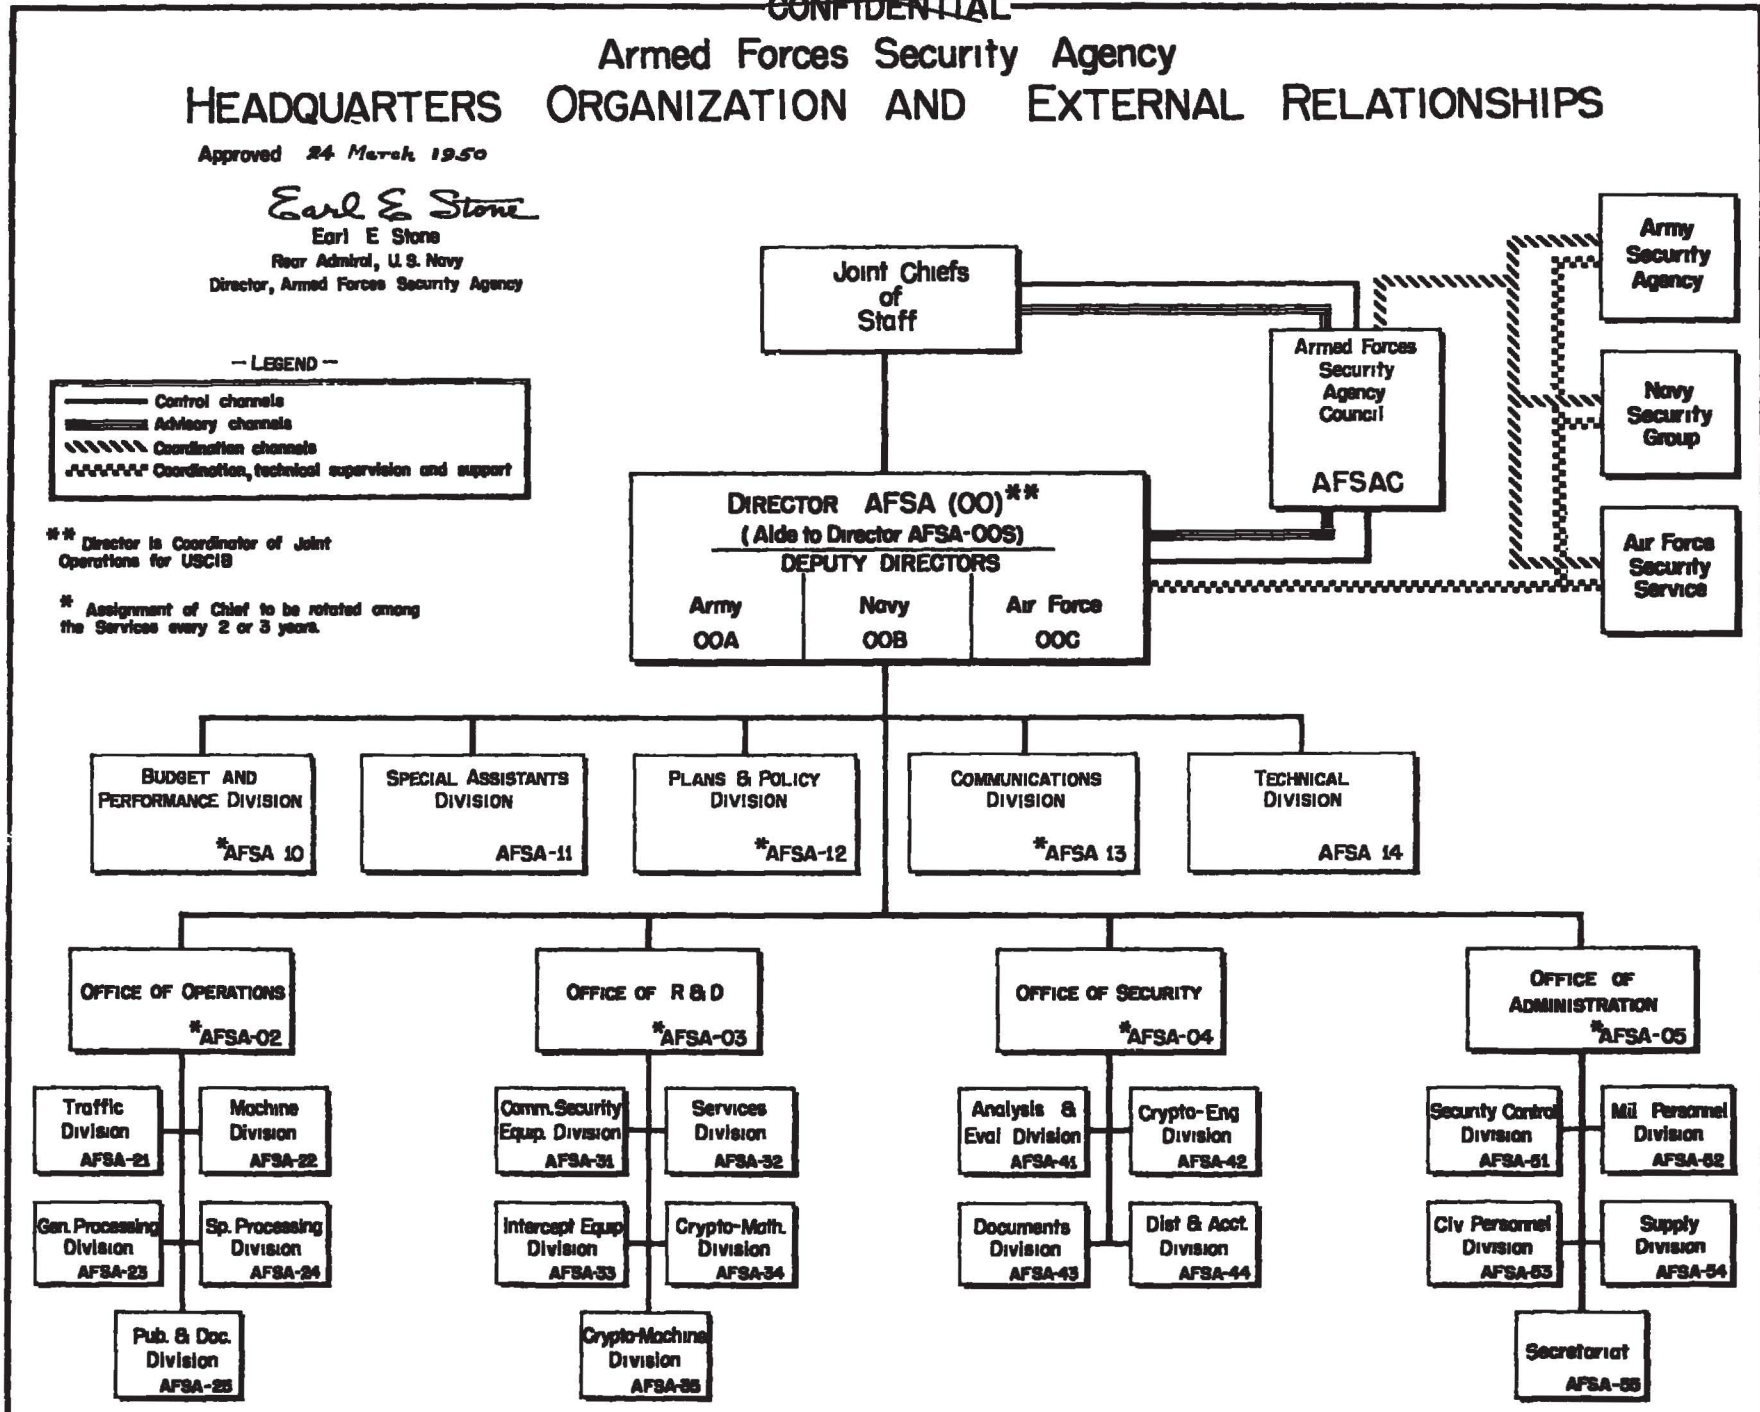 CONFIDENTIAL
Armed Forces Security Agency
HEADQUARTERS ORGANIZATION AND EXTERNAL RELATIONSHIPS
Approved 24 March 1950
Earl E Stone
Earl E Stone
Rear Admiral, U. S. Navy
Director, Armed Forces Security Agency
— LEGEND —
Control channels
Advisory channels
Coordination channels
Coordination, technical supervision and support
** Director is Coordinator of Joint
Operations for USCIB
* Assignment of Chief to be rotated among
the Services every 2 or 3 years.
Joint Chiefs
of
Staff
Armed Forces
Security
Agency
Council
AFSAC
Army
Security
Agency
Navy
Security
Group
Air Force
Security
Service
DIRECTOR AFSA (OO)**
(Aide to Director AFSA-OOS)
DEPUTY DIRECTORS
Army
OOA
Navy
OOB
Air Force
OOC
BUDGET AND
PERFORMANCE DIVISION
*AFSA 10
SPECIAL ASSISTANTS
DIVISION
AFSA-11
PLANS & POLICY
DIVISION
*AFSA-12
COMMUNICATIONS
DIVISION
*AFSA 13
TECHNICAL
DIVISION
AFSA 14
OFFICE OF OPERATIONS
*AFSA-02
OFFICE OF R & D
*AFSA-03
OFFICE OF SECURITY
*AFSA-04
OFFICE OF
ADMINISTRATION
*AFSA-05
Traffic
Division
AFSA-21
Machine
Division
AFSA-22
Gen. Processing
Division
AFSA-23
Sp. Processing
Division
AFSA-24
Pub. & Doc.
Division
AFSA-25
Comm. Security
Equip. Division
AFSA-31
Services
Division
AFSA-32
Intercept Equip
Division
AFSA-33
Crypto-Math.
Division
AFSA-34
Crypto-Machine
Division
AFSA-35
Analysis &
Eval Division
AFSA-41
Crypto-Eng
Division
AFSA-42
Documents
Division
AFSA-43
Dist & Acct.
Division
AFSA-44
Security Control
Division
AFSA-51
Mil Personnel
Division
AFSA-52
Civ Personnel
Division
AFSA-53
Supply
Division
AFSA-54
Secretariat
AFSA-55